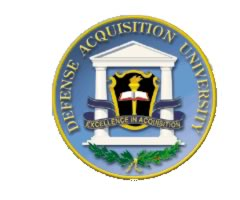 DEFENSE ACQUISITION UNIVERSITY
EXCELLENCE IN ACQUISITION